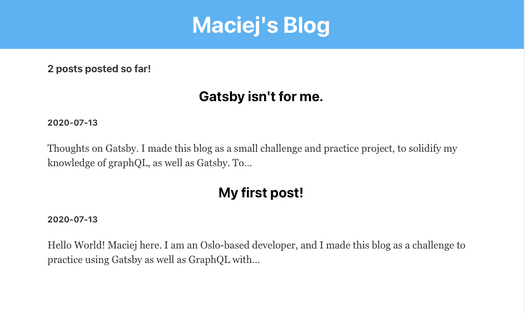 Maciej's Blog
2 posts posted so far!
Gatsby isn't for me.
2020-07-13
Thoughts on Gatsby. I made this blog as a small challenge and practice project, to solidify my
knowledge of graphQL, as well as Gatsby. To...
My first post!
2020-07-13
Hello World! Maciej here. I am an Oslo-based developer, and I made this blog as a challenge to
practice using Gatsby as well as GraphQL with...